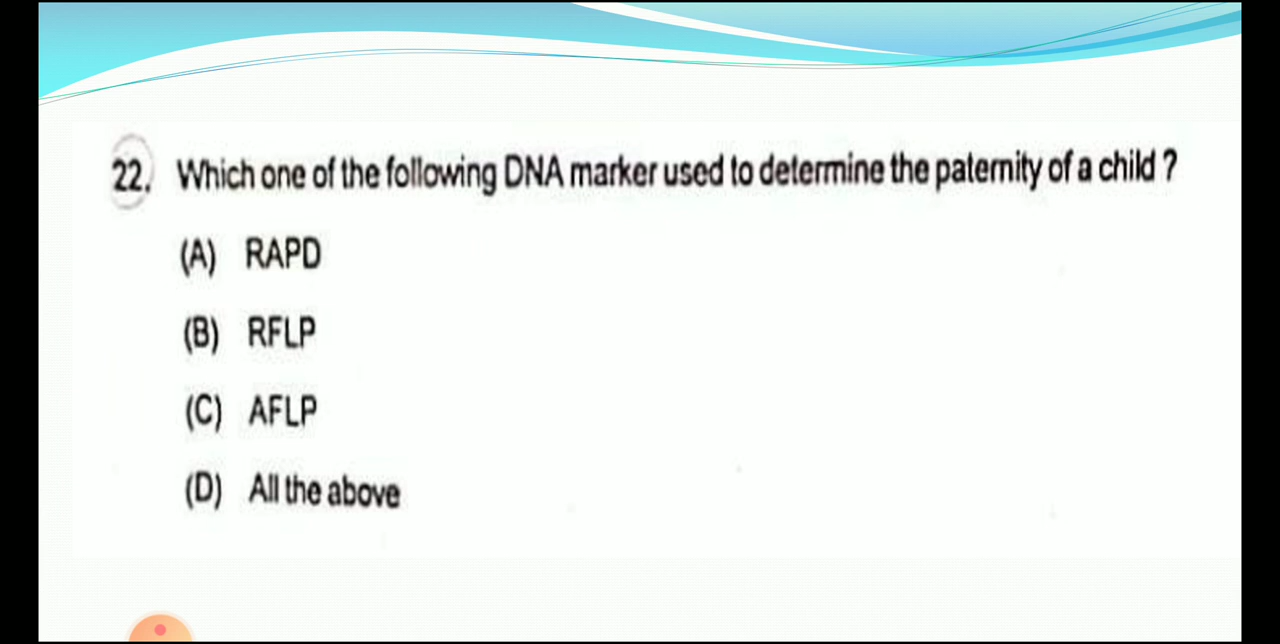 22. Which one of the following DNA marker used to determine the paternity of a child ?
(A) RAPD
(B) RFLP
(C) AFLP
(D) All the above